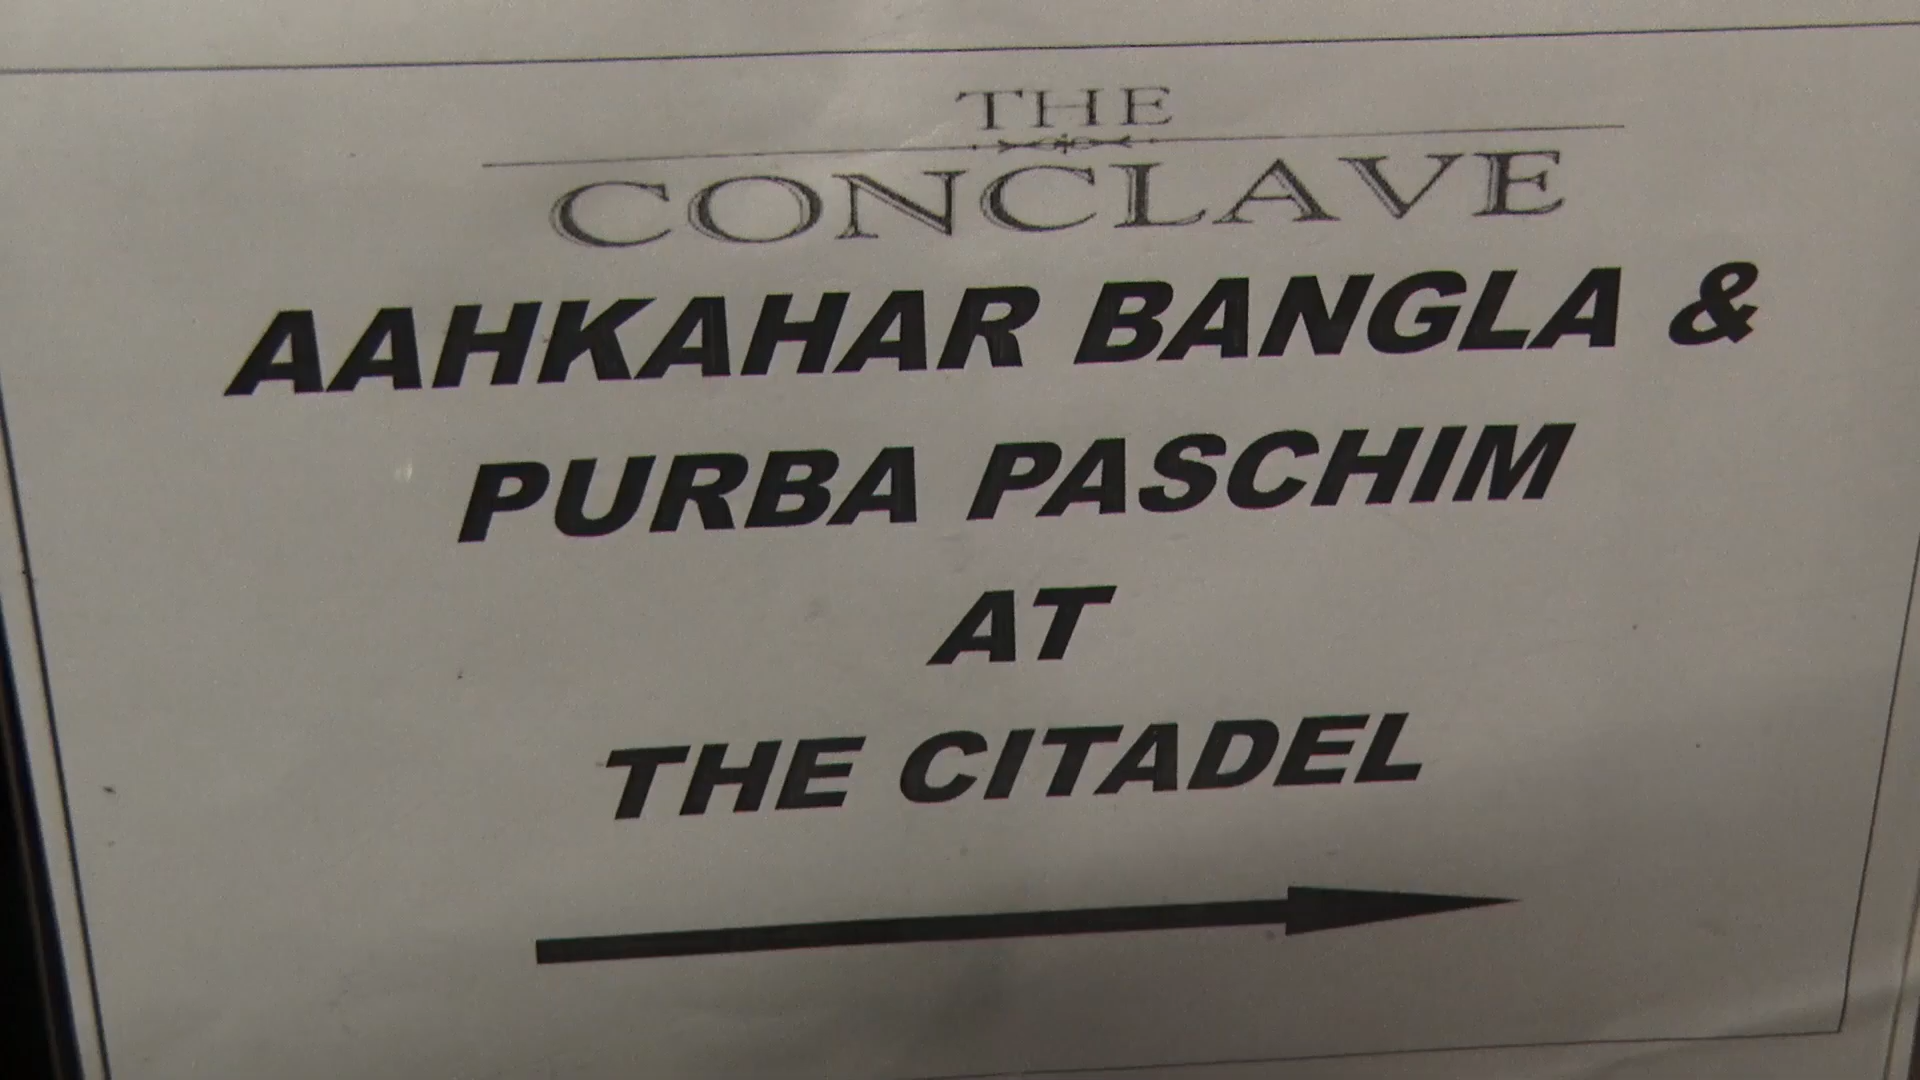 THE
CONCLAVE
AAHKAHAR BANGLA &
PURBA PASCHIM
AT
THE CITADEL